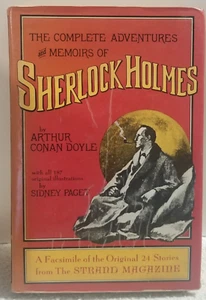 THE COMPLETE ADVENTURES
and MEMOIRS OF
SHERLOCK HOLMES
by
ARTHUR
CONAN DOYLE
with all
original illustrations
by
SIDNEY PAGET
A Facsimile of the Original 24 Stories
from The STRAND MAGAZINE